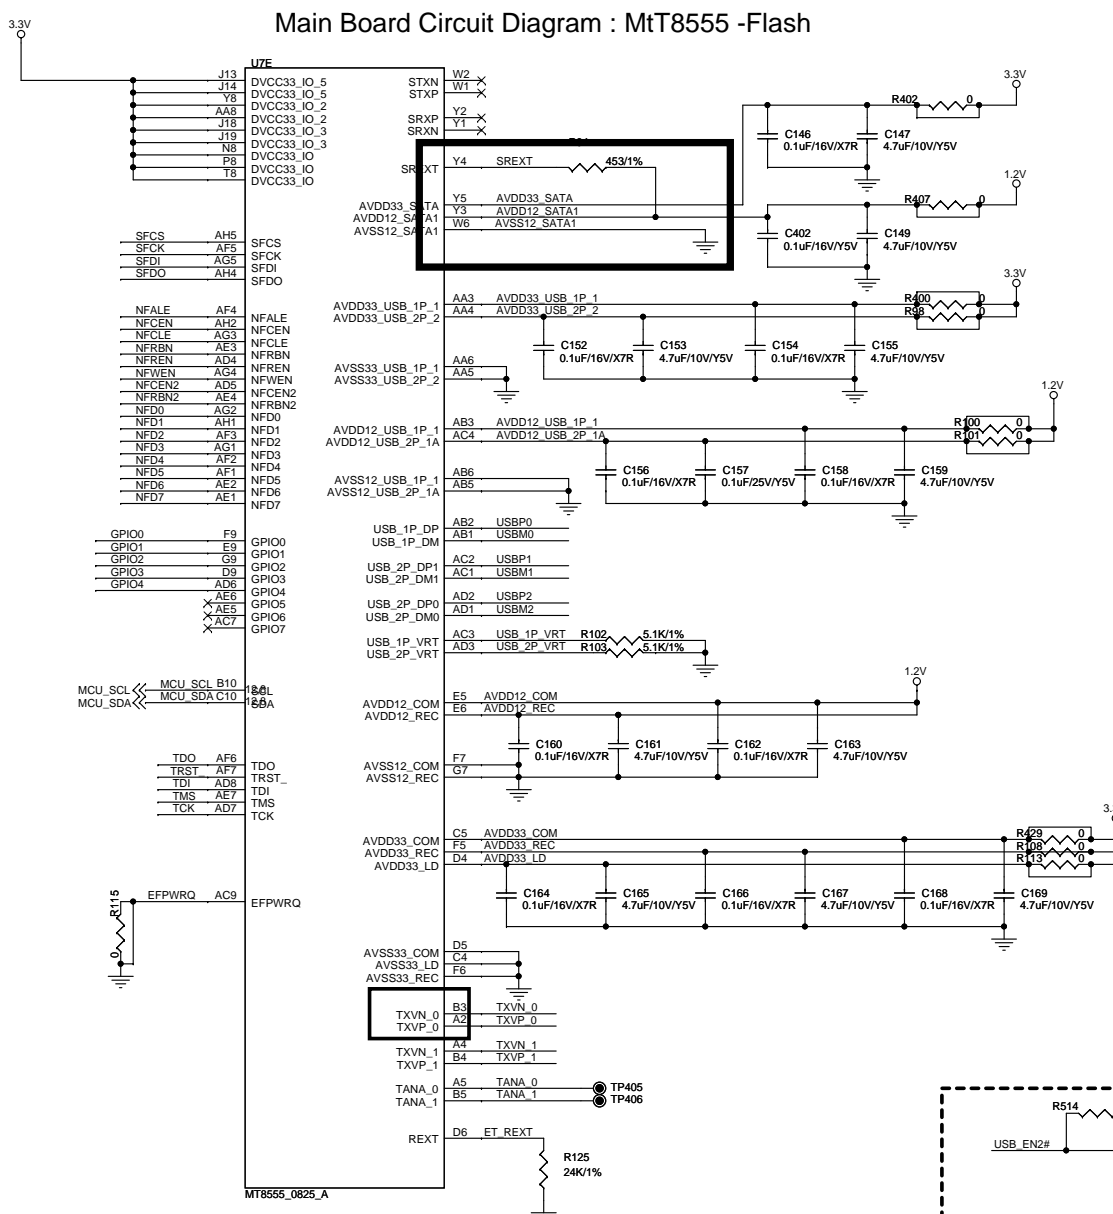 Main Board Circuit Diagram : MtT8555 -Flash
3.3V
U7E
J13 DVCC33_IO_5
J14 DVCC33_IO_5
Y8 DVCC33_IO_2
AA8 DVCC33_IO_2
J18 DVCC33_IO_3
J19 DVCC33_IO_3
N8 DVCC33_IO
P8 DVCC33_IO
T8 DVCC33_IO
SFCS AH5 SFCS
SFCK AF5 SFCK
SFDI AG5 SFDI
SFDO AH4 SFDO
NFALE AF4 NFALE
NFCEN AH2 NFCEN
NFCLE AG3 NFCLE
NFRBN AE3 NFRBN
NFREN AD4 NFREN
NFWEN AG4 NFWEN
NFCEN2 AD5 NFCEN2
NFRBN2 AE4 NFRBN2
NFD0 AG2 NFD0
NFD1 AH1 NFD1
NFD2 AF3 NFD2
NFD3 AG1 NFD3
NFD4 AF2 NFD4
NFD5 AF1 NFD5
NFD6 AE2 NFD6
NFD7 AE1 NFD7
GPIO0 F9 GPIO0
GPIO1 E9 GPIO1
GPIO2 G9 GPIO2
GPIO3 D9 GPIO3
GPIO4 AD6 GPIO4
AE6 GPIO5
AE5 GPIO6
AC7 GPIO7
MCU_SCL MCU_SCL B10 SCL
MCU_SDA MCU_SDA C10 SDA
TDO AF6 TDO
TRST_ AF7 TRST_
TDI AD8 TDI
TMS AE7 TMS
TCK AD7 TCK
EFPWRQ AC9 EFPWRQ
R115
0
STXN W2
STXP W1
SRXP Y2
SRXN Y1
SREXT Y4 SREXT 453/1%
AVDD33_SATA Y5 AVDD33_SATA
AVDD12_SATA1 Y3 AVDD12_SATA1
AVSS12_SATA1 W6 AVSS12_SATA1
3.3V
R402 0
C146 0.1uF/16V/X7R
C147 4.7uF/10V/Y5V
1.2V
R407 0
C402 0.1uF/16V/Y5V
C149 4.7uF/10V/Y5V
3.3V
AVDD33_USB_1P_1 AA3 AVDD33_USB_1P_1 R400 0
AVDD33_USB_2P_2 AA4 AVDD33_USB_2P_2 R98 0
C152 0.1uF/16V/X7R
C153 4.7uF/10V/Y5V
C154 0.1uF/16V/X7R
C155 4.7uF/10V/Y5V
AVSS33_USB_1P_1 AA6
AVSS33_USB_2P_2 AA5
1.2V
AVDD12_USB_1P_1 AB3 AVDD12_USB_1P_1 R100 0
AVDD12_USB_2P_1A AC4 AVDD12_USB_2P_1A R101 0
C156 0.1uF/16V/X7R
C157 0.1uF/25V/Y5V
C158 0.1uF/16V/X7R
C159 4.7uF/10V/Y5V
AVSS12_USB_1P_1 AB6
AVSS12_USB_2P_1A AB5
USB_1P_DP AB2 USBP0
USB_1P_DM AB1 USBM0
USB_2P_DP1 AC2 USBP1
USB_2P_DM1 AC1 USBM1
USB_2P_DP0 AD2 USBP2
USB_2P_DM0 AD1 USBM2
USB_1P_VRT AC3 USB_1P_VRT R102 5.1K/1%
USB_2P_VRT AD3 USB_2P_VRT R103 5.1K/1%
1.2V
AVDD12_COM E5 AVDD12_COM
AVDD12_REC E6 AVDD12_REC
C160 0.1uF/16V/X7R
C161 4.7uF/10V/Y5V
C162 0.1uF/16V/X7R
C163 4.7uF/10V/Y5V
AVSS12_COM F7
AVSS12_REC G7
AVDD33_COM C5 AVDD33_COM R429 0
AVDD33_REC F5 AVDD33_REC R108 0
AVDD33_LD D4 AVDD33_LD R113 0
C164 0.1uF/16V/X7R
C165 4.7uF/10V/Y5V
C166 0.1uF/16V/X7R
C167 4.7uF/10V/Y5V
C168 0.1uF/16V/X7R
C169 4.7uF/10V/Y5V
AVSS33_COM D5
AVSS33_LD C4
AVSS33_REC F6
TXVN_0 B3 TXVN_0
TXVP_0 A2 TXVP_0
TXVN_1 A4 TXVN_1
TXVP_1 B4 TXVP_1
TANA_0 A5 TANA_0 TP405
TANA_1 B5 TANA_1 TP406
REXT D6 ET_REXT
R125
24K/1%
MT8555_0825_A
R514
USB_EN2#